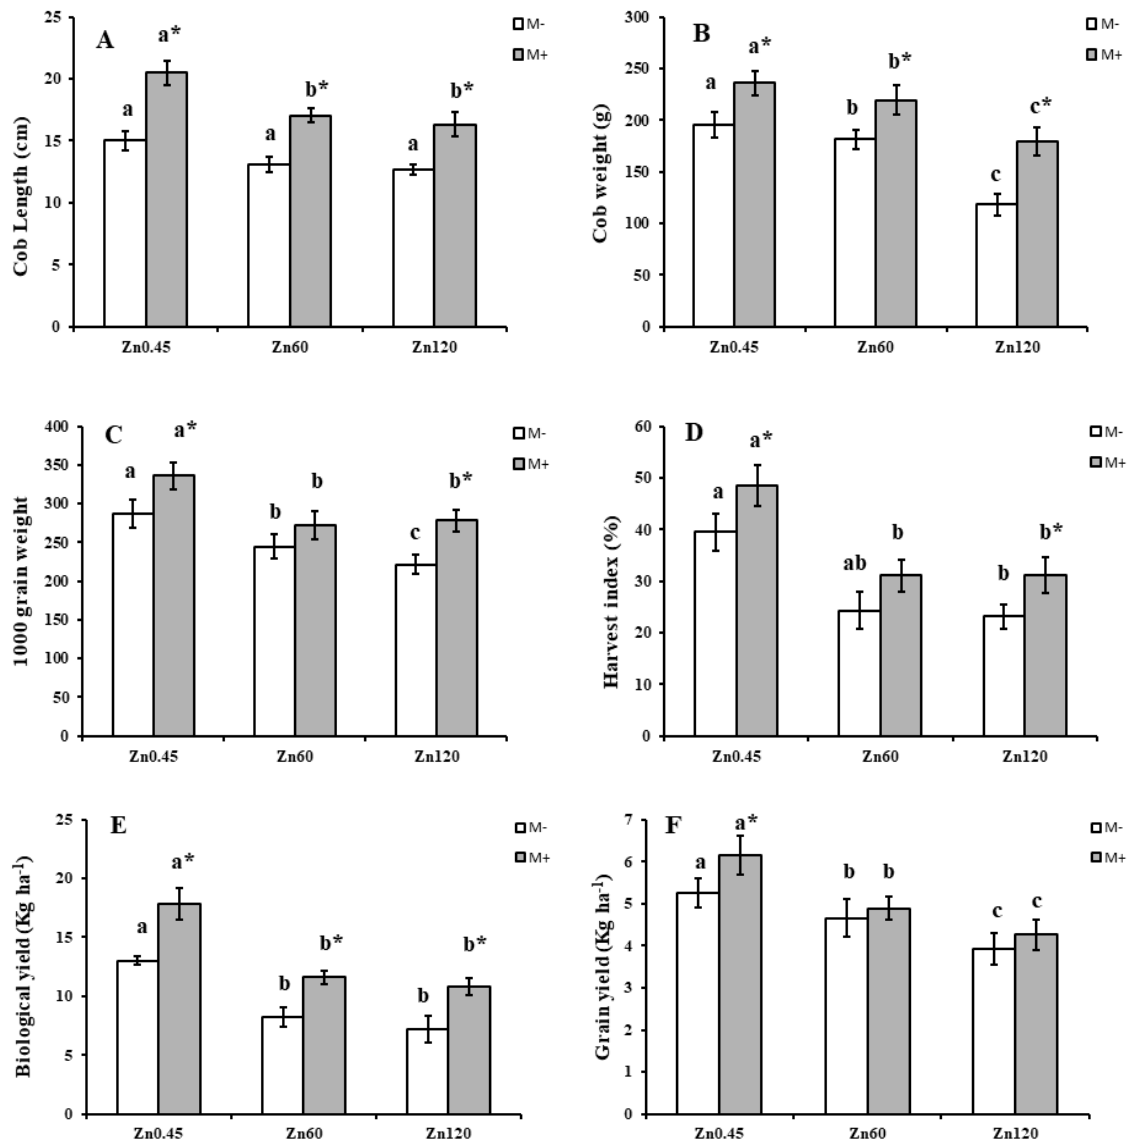 A
Cob Length (cm)
25
20
15
10
5
0
a
a*
a
b*
a
b*
Zn0.45 Zn60 Zn120
M-
M+
B
Cob weight (g)
300
250
200
150
100
50
0
a
a*
b
b*
c
c*
Zn0.45 Zn60 Zn120
M-
M+
C
1000 grain weight
400
350
300
250
200
150
100
50
0
a
a*
b
b
c
b*
Zn0.45 Zn60 Zn120
M-
M+
D
Harvest index (%)
60
50
40
30
20
10
0
a
a*
ab
b
b
b*
Zn0.45 Zn60 Zn120
M-
M+
E
Biological yield (Kg ha-1)
25
20
15
10
5
0
a
a*
b
b*
b
b*
Zn0.45 Zn60 Zn120
M-
M+
F
Grain yield (Kg ha-1)
7
6
5
4
3
2
1
0
a
a*
b
b
c
c
Zn0.45 Zn60 Zn120
M-
M+